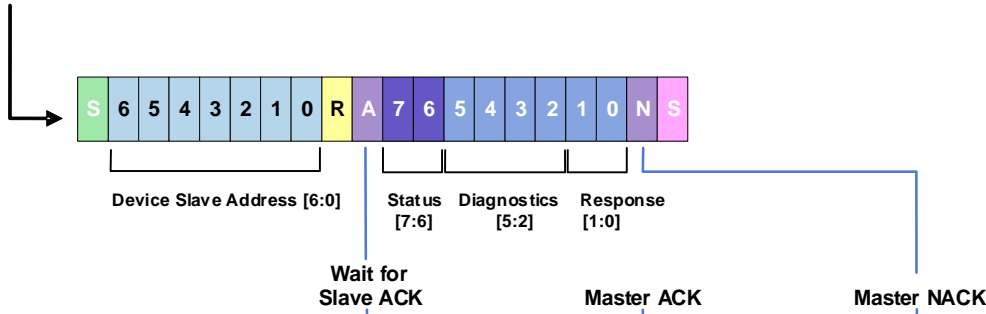 S 6 5 4 3 2 1 0 R A 7 6 5 4 3 2 1 0 N S
Device Slave Address [6:0]
Status
[7:6]
Diagnostics
[5:2]
Response
[1:0]
Wait for
Slave ACK
Master ACK
Master NACK